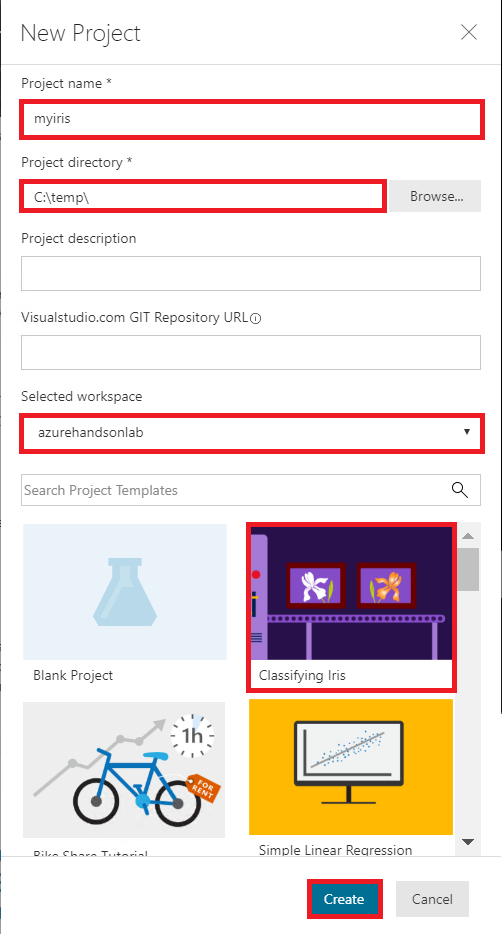 New Project
Project name *
myiris
Project directory *
C:\temp\
Browse...
Project description
Visualstudio.com GIT Repository URL
Selected workspace
azurehandsonlab
Search Project Templates
Blank Project
Classifying Iris
1h
FOR RENT
Bike Share Tutorial
Simple Linear Regression
Create
Cancel